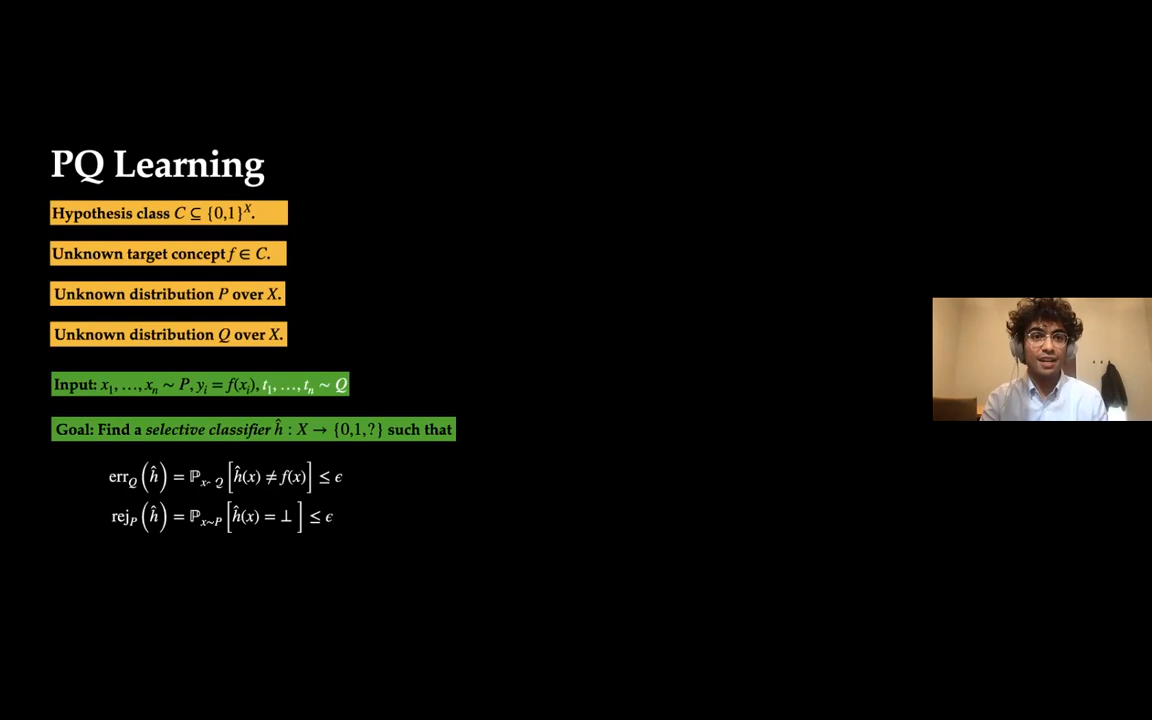 PQ Learning
Hypothesis class C ⊆ {0,1}^X.
Unknown target concept f ∈ C.
Unknown distribution P over X.
Unknown distribution Q over X.
Input: x₁, …, xₙ ∼ P, yᵢ = f(xᵢ), t₁, …, tₙ ∼ Q
Goal: Find a selective classifier ĥ : X → {0,1,?} such that
err_Q(ĥ) = ℙ_{x∼Q}[ĥ(x) ≠ f(x)] ≤ ϵ
rej_P(ĥ) = ℙ_{x∼P}[ĥ(x) = ⊥ ] ≤ ϵ